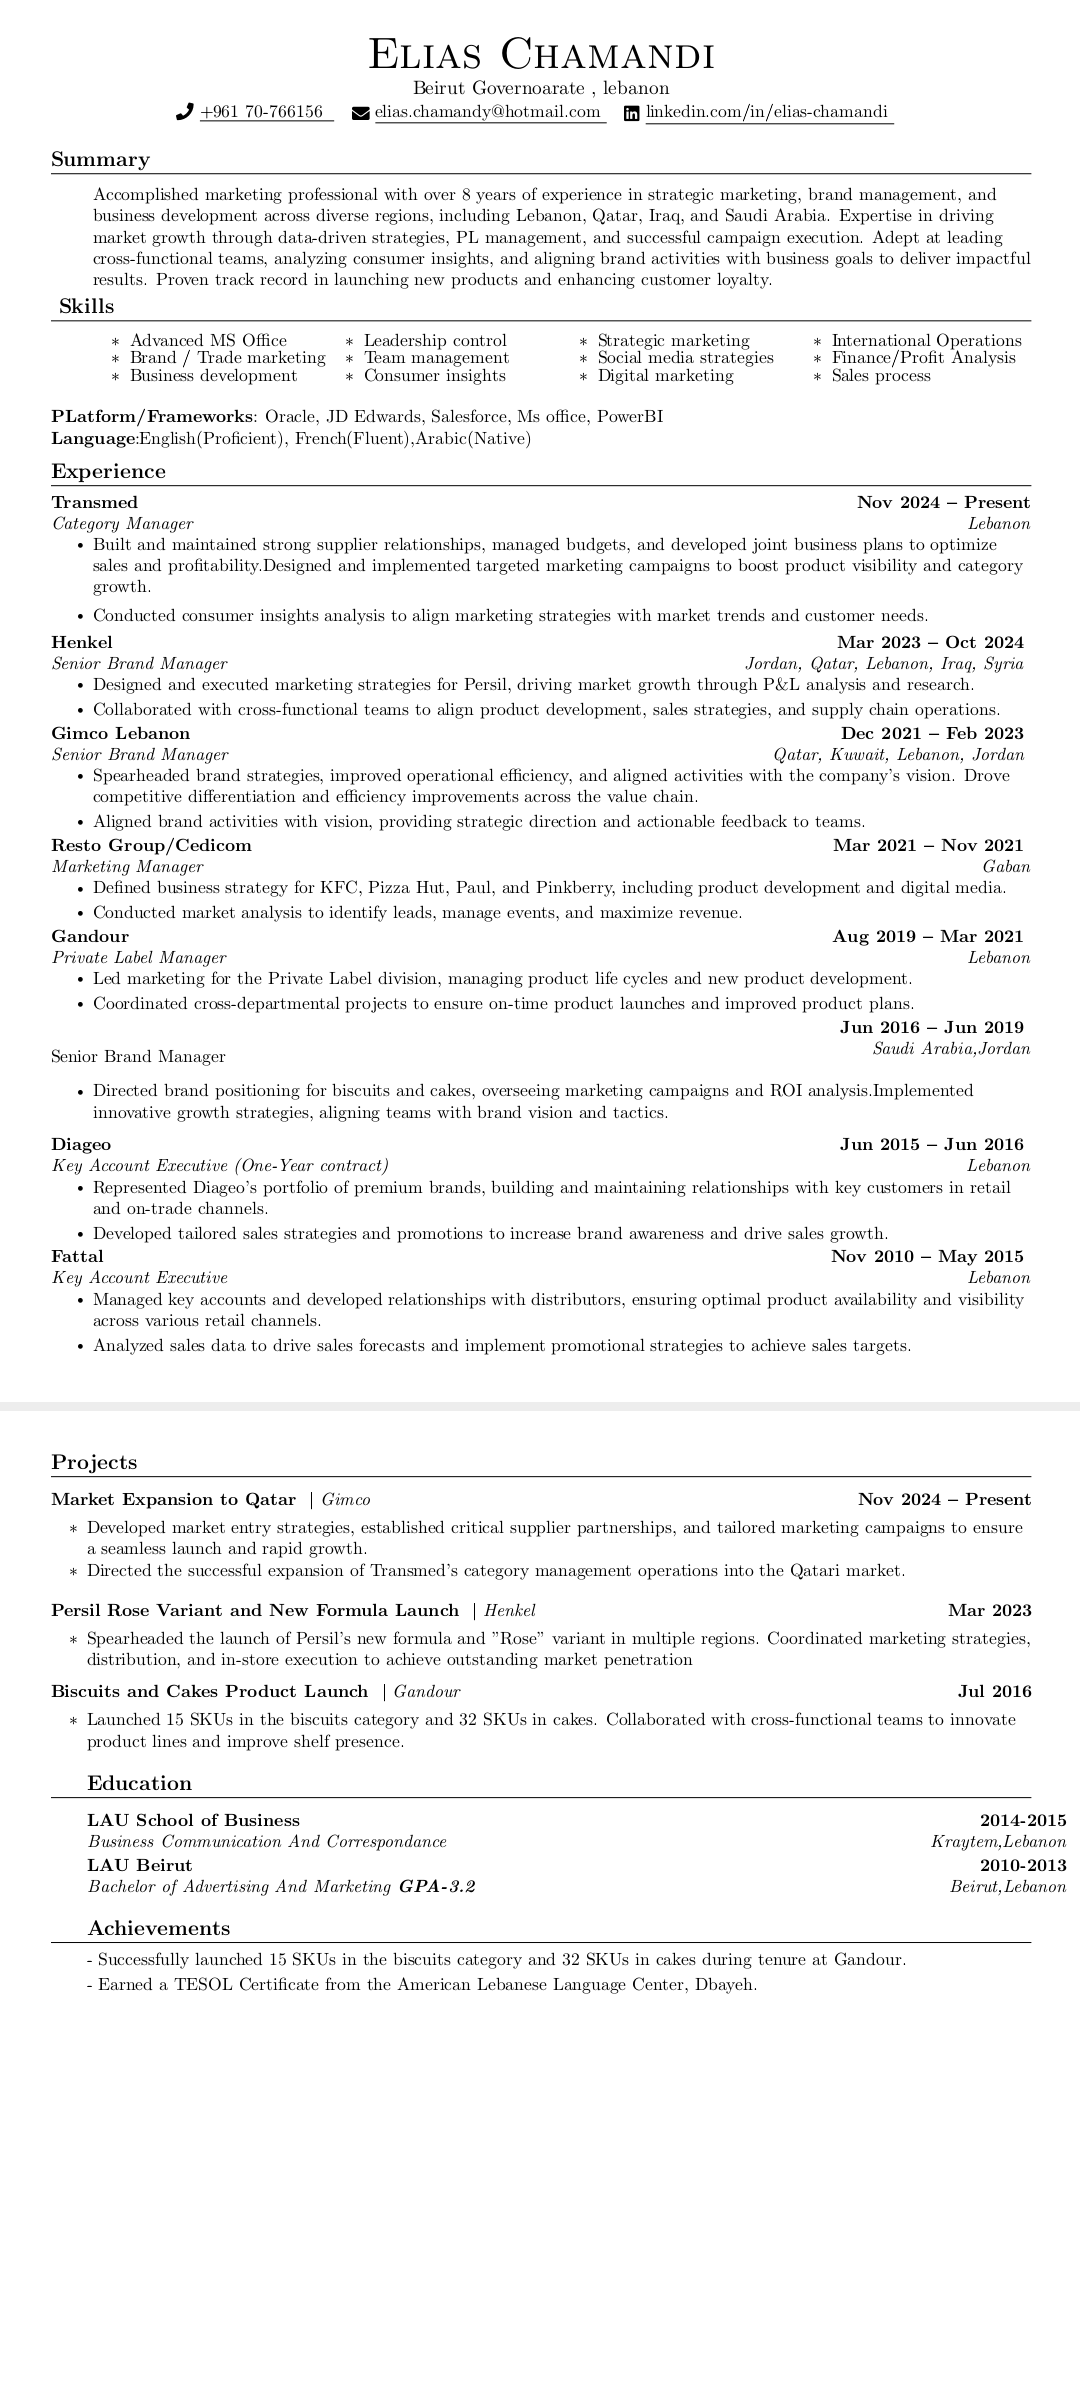 Elias Chamandi
Beirut Governoarate , lebanon
+961 70-766156 elias.chamandy@hotmail.com linkedin.com/in/elias-chamandi
Summary
Accomplished marketing professional with over 8 years of experience in strategic marketing, brand management, and
business development across diverse regions, including Lebanon, Qatar, Iraq, and Saudi Arabia. Expertise in driving
market growth through data-driven strategies, PL management, and successful campaign execution. Adept at leading
cross-functional teams, analyzing consumer insights, and aligning brand activities with business goals to deliver impactful
results. Proven track record in launching new products and enhancing customer loyalty.
Skills
∗ Advanced MS Office ∗ Leadership control ∗ Strategic marketing ∗ International Operations
∗ Brand / Trade marketing ∗ Team management ∗ Social media strategies ∗ Finance/Profit Analysis
∗ Business development ∗ Consumer insights ∗ Digital marketing ∗ Sales process
PLatform/Frameworks: Oracle, JD Edwards, Salesforce, Ms office, PowerBI
Language:English(Proficient), French(Fluent),Arabic(Native)
Experience
Transmed Nov 2024 – Present
Category Manager Lebanon
• Built and maintained strong supplier relationships, managed budgets, and developed joint business plans to optimize
sales and profitability.Designed and implemented targeted marketing campaigns to boost product visibility and category
growth.
• Conducted consumer insights analysis to align marketing strategies with market trends and customer needs.
Henkel Mar 2023 – Oct 2024
Senior Brand Manager Jordan, Qatar, Lebanon, Iraq, Syria
• Designed and executed marketing strategies for Persil, driving market growth through P&L analysis and research.
• Collaborated with cross-functional teams to align product development, sales strategies, and supply chain operations.
Gimco Lebanon Dec 2021 – Feb 2023
Senior Brand Manager Qatar, Kuwait, Lebanon, Jordan
• Spearheaded brand strategies, improved operational efficiency, and aligned activities with the company's vision. Drove
competitive differentiation and efficiency improvements across the value chain.
• Aligned brand activities with vision, providing strategic direction and actionable feedback to teams.
Resto Group/Cedicom Mar 2021 – Nov 2021
Marketing Manager Gaban
• Defined business strategy for KFC, Pizza Hut, Paul, and Pinkberry, including product development and digital media.
• Conducted market analysis to identify leads, manage events, and maximize revenue.
Gandour Aug 2019 – Mar 2021
Private Label Manager Lebanon
• Led marketing for the Private Label division, managing product life cycles and new product development.
• Coordinated cross-departmental projects to ensure on-time product launches and improved product plans.
Jun 2016 – Jun 2019
Senior Brand Manager Saudi Arabia,Jordan
• Directed brand positioning for biscuits and cakes, overseeing marketing campaigns and ROI analysis.Implemented
innovative growth strategies, aligning teams with brand vision and tactics.
Diageo Jun 2015 – Jun 2016
Key Account Executive (One-Year contract) Lebanon
• Represented Diageo's portfolio of premium brands, building and maintaining relationships with key customers in retail
and on-trade channels.
• Developed tailored sales strategies and promotions to increase brand awareness and drive sales growth.
Fattal Nov 2010 – May 2015
Key Account Executive Lebanon
• Managed key accounts and developed relationships with distributors, ensuring optimal product availability and visibility
across various retail channels.
• Analyzed sales data to drive sales forecasts and implement promotional strategies to achieve sales targets.
Projects
Market Expansion to Qatar | Gimco Nov 2024 – Present
∗ Developed market entry strategies, established critical supplier partnerships, and tailored marketing campaigns to ensure
a seamless launch and rapid growth.
∗ Directed the successful expansion of Transmed's category management operations into the Qatari market.
Persil Rose Variant and New Formula Launch | Henkel Mar 2023
∗ Spearheaded the launch of Persil's new formula and ”Rose” variant in multiple regions. Coordinated marketing strategies,
distribution, and in-store execution to achieve outstanding market penetration
Biscuits and Cakes Product Launch | Gandour Jul 2016
∗ Launched 15 SKUs in the biscuits category and 32 SKUs in cakes. Collaborated with cross-functional teams to innovate
product lines and improve shelf presence.
Education
LAU School of Business 2014-2015
Business Communication And Correspondance Kraytem,Lebanon
LAU Beirut 2010-2013
Bachelor of Advertising And Marketing GPA-3.2 Beirut,Lebanon
Achievements
- Successfully launched 15 SKUs in the biscuits category and 32 SKUs in cakes during tenure at Gandour.
- Earned a TESOL Certificate from the American Lebanese Language Center, Dbayeh.